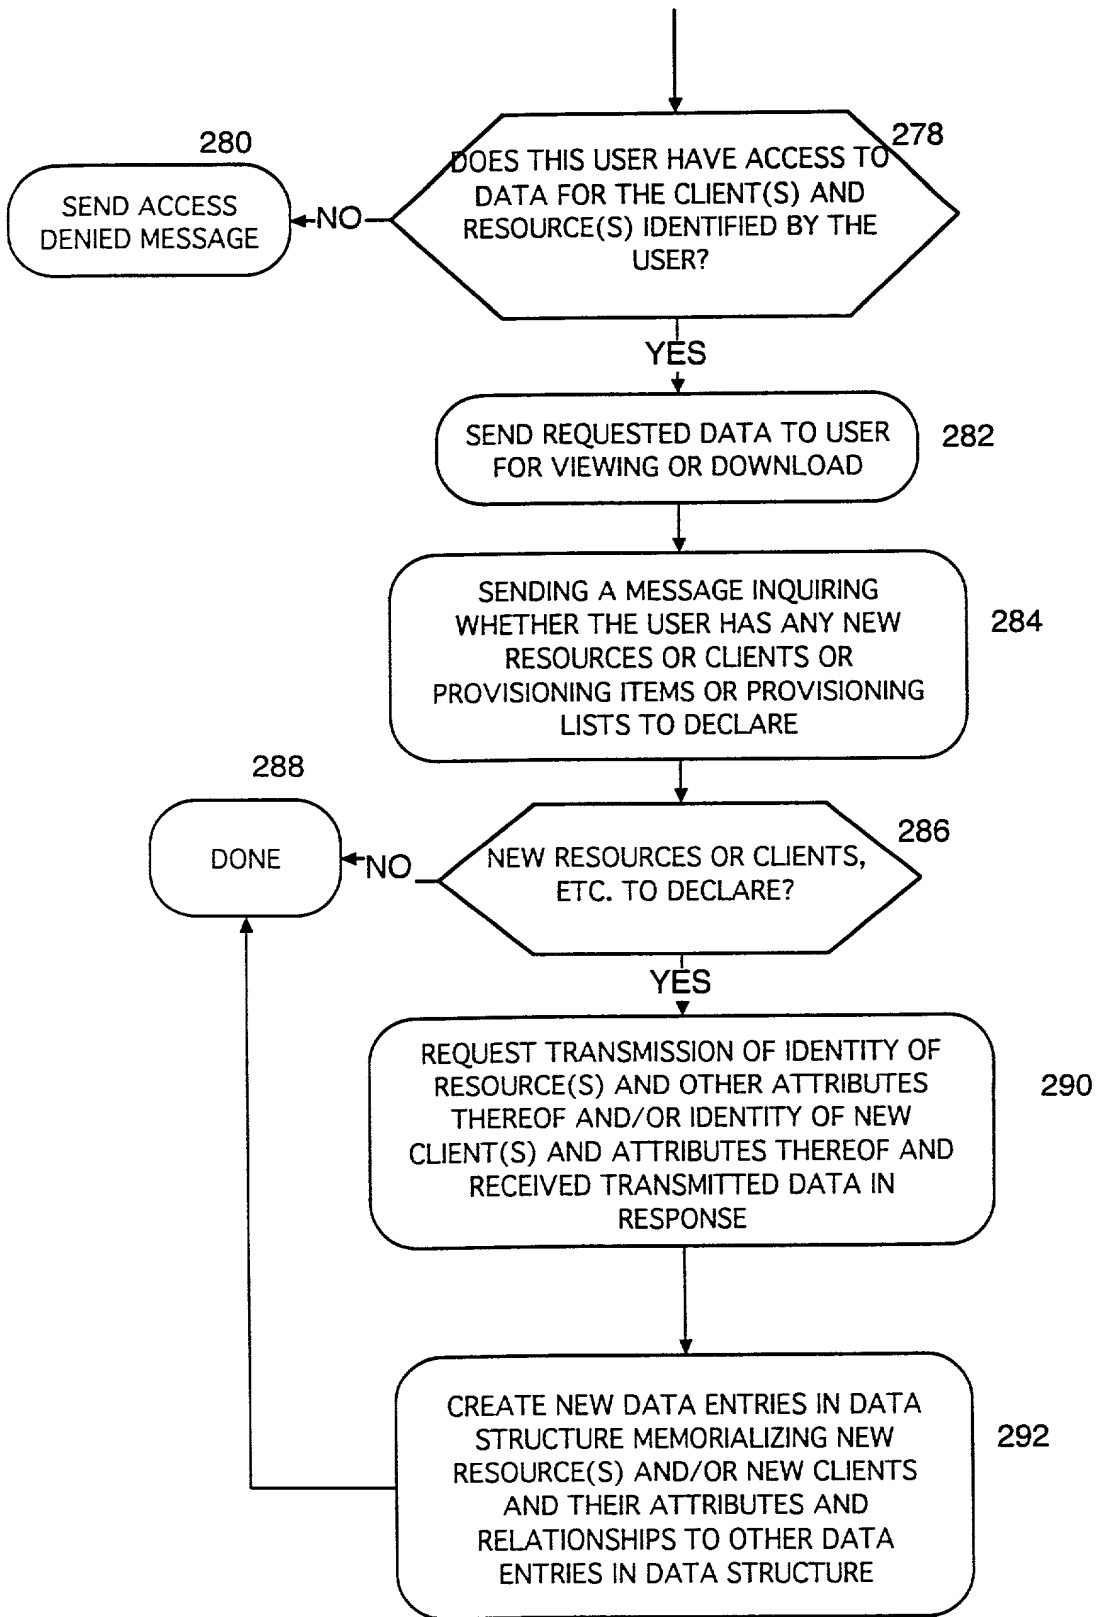 280
278
DOES THIS USER HAVE ACCESS TO
DATA FOR THE CLIENT(S) AND
RESOURCE(S) IDENTIFIED BY THE
USER?
SEND ACCESS
DENIED MESSAGE
NO
YES
SEND REQUESTED DATA TO USER
FOR VIEWING OR DOWNLOAD
282
SENDING A MESSAGE INQUIRING
WHETHER THE USER HAS ANY NEW
RESOURCES OR CLIENTS OR
PROVISIONING ITEMS OR PROVISIONING
LISTS TO DECLARE
284
288
286
DONE
NO
NEW RESOURCES OR CLIENTS,
ETC. TO DECLARE?
YES
REQUEST TRANSMISSION OF IDENTITY OF
RESOURCE(S) AND OTHER ATTRIBUTES
THEREOF AND/OR IDENTITY OF NEW
CLIENT(S) AND ATTRIBUTES THEREOF AND
RECEIVED TRANSMITTED DATA IN
RESPONSE
290
CREATE NEW DATA ENTRIES IN DATA
STRUCTURE MEMORIALIZING NEW
RESOURCE(S) AND/OR NEW CLIENTS
AND THEIR ATTRIBUTES AND
RELATIONSHIPS TO OTHER DATA
ENTRIES IN DATA STRUCTURE
292